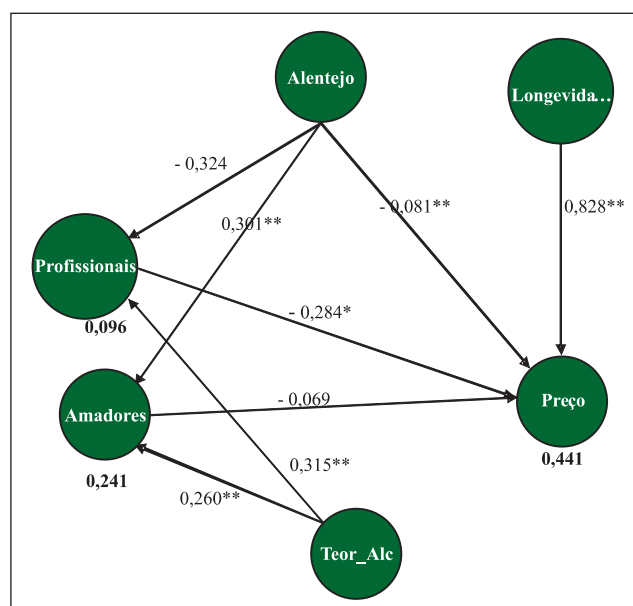 Alentejo
Longevida...
- 0,324
- 0,081**
0,828**
0,301**
Profissionais
0,096
- 0,284*
Amadores
- 0,069
Preço
0,241
0,441
0,315**
0,260**
Teor_Alc